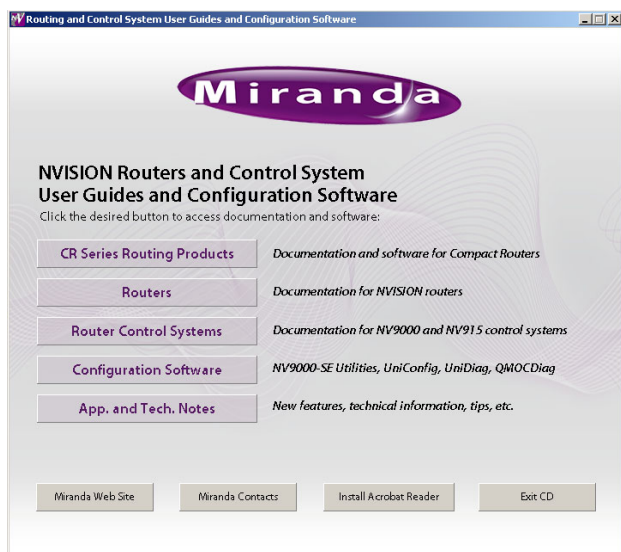 Routing and Control System User Guides and Configuration Software
Miranda
NVISION Routers and Control System
User Guides and Configuration Software
Click the desired button to access documentation and software:
CR Series Routing Products Documentation and software for Compact Routers
Routers Documentation for NVISION routers
Router Control Systems Documentation for NV9000 and NV915 control systems
Configuration Software NV9000-SE Utilities, UniConfig, UniDiag, QMOCDiag
App. and Tech. Notes New features, technical information, tips, etc.
Miranda Web Site Miranda Contacts Install Acrobat Reader Exit CD